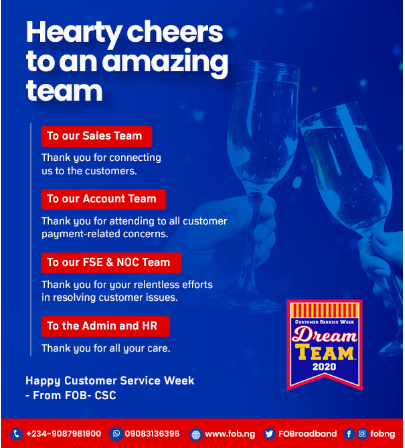 Hearty cheers
to an amazing
team
To our Sales Team
Thank you for connecting
us to the customers.
To our Account Team
Thank you for attending to all customer
payment-related concerns.
To our FSE & NOC Team
Thank you for your relentless efforts
in resolving customer issues.
To the Admin and HR
Thank you for all your care.
Customer Service Week
Dream
TEAM
2020
Happy Customer Service Week
- From FOB- CSC
+234-9087981900 09083136396 www.fob.ng FOBroadband fobng